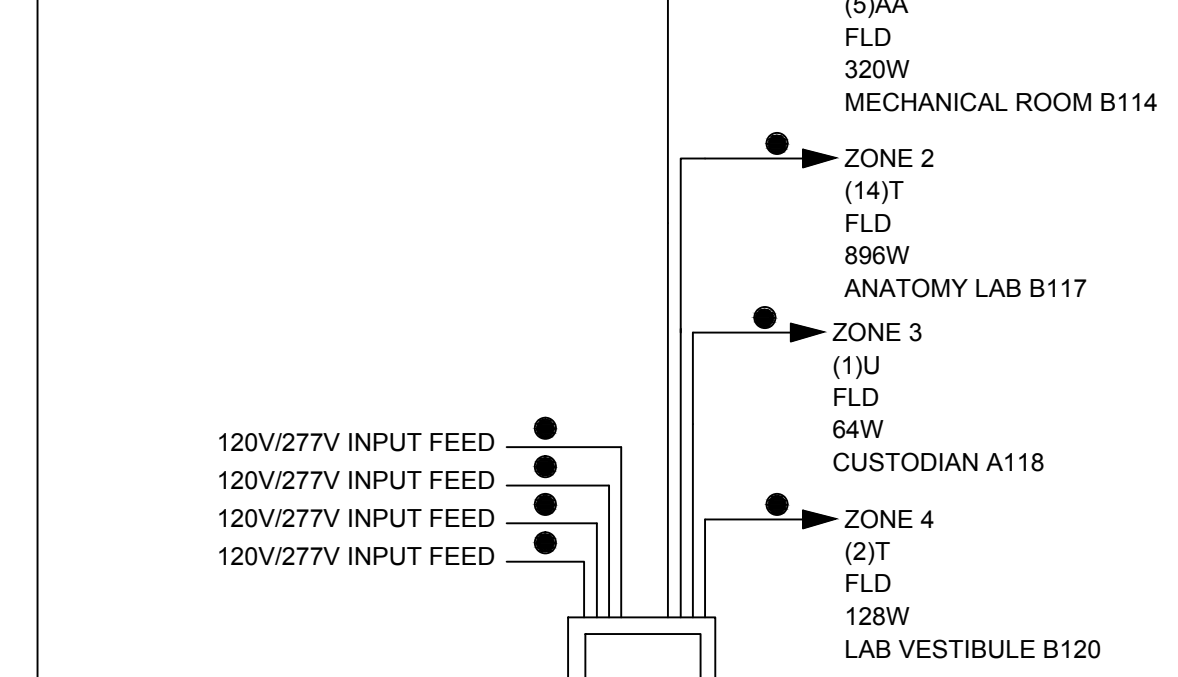 (5)AA
FLD
320W
MECHANICAL ROOM B114
ZONE 2
(14)T
FLD
896W
ANATOMY LAB B117
ZONE 3
(1)U
FLD
64W
CUSTODIAN A118
120V/277V INPUT FEED
120V/277V INPUT FEED
120V/277V INPUT FEED
120V/277V INPUT FEED
ZONE 4
(2)T
FLD
128W
LAB VESTIBULE B120